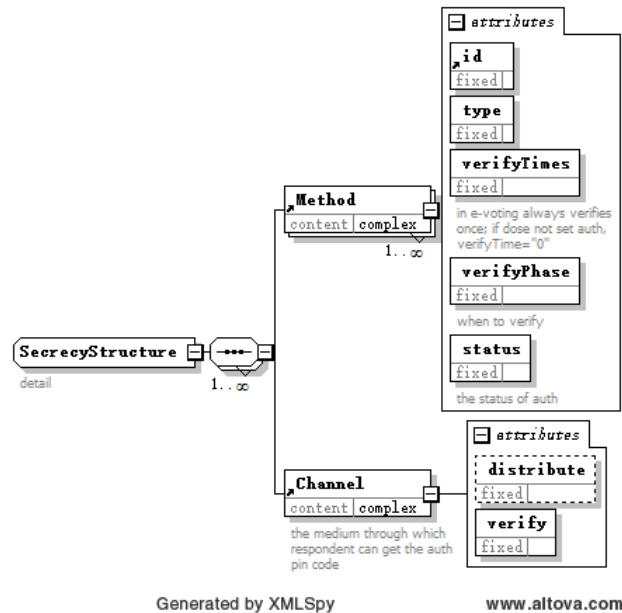 attributes
id
fixed
type
fixed
verifyTimes
fixed
in e-voting always verifies
once; if dose not set auth,
verifyTime="0"
verifyPhase
fixed
when to verify
status
fixed
the status of auth
Method
content complex
1..∞
SecrecyStructure
detail
1..∞
attributes
distribute
fixed
verify
fixed
Channel
content complex
the medium through which
respondent can get the auth
pin code
Generated by XMLSpy www.altova.com